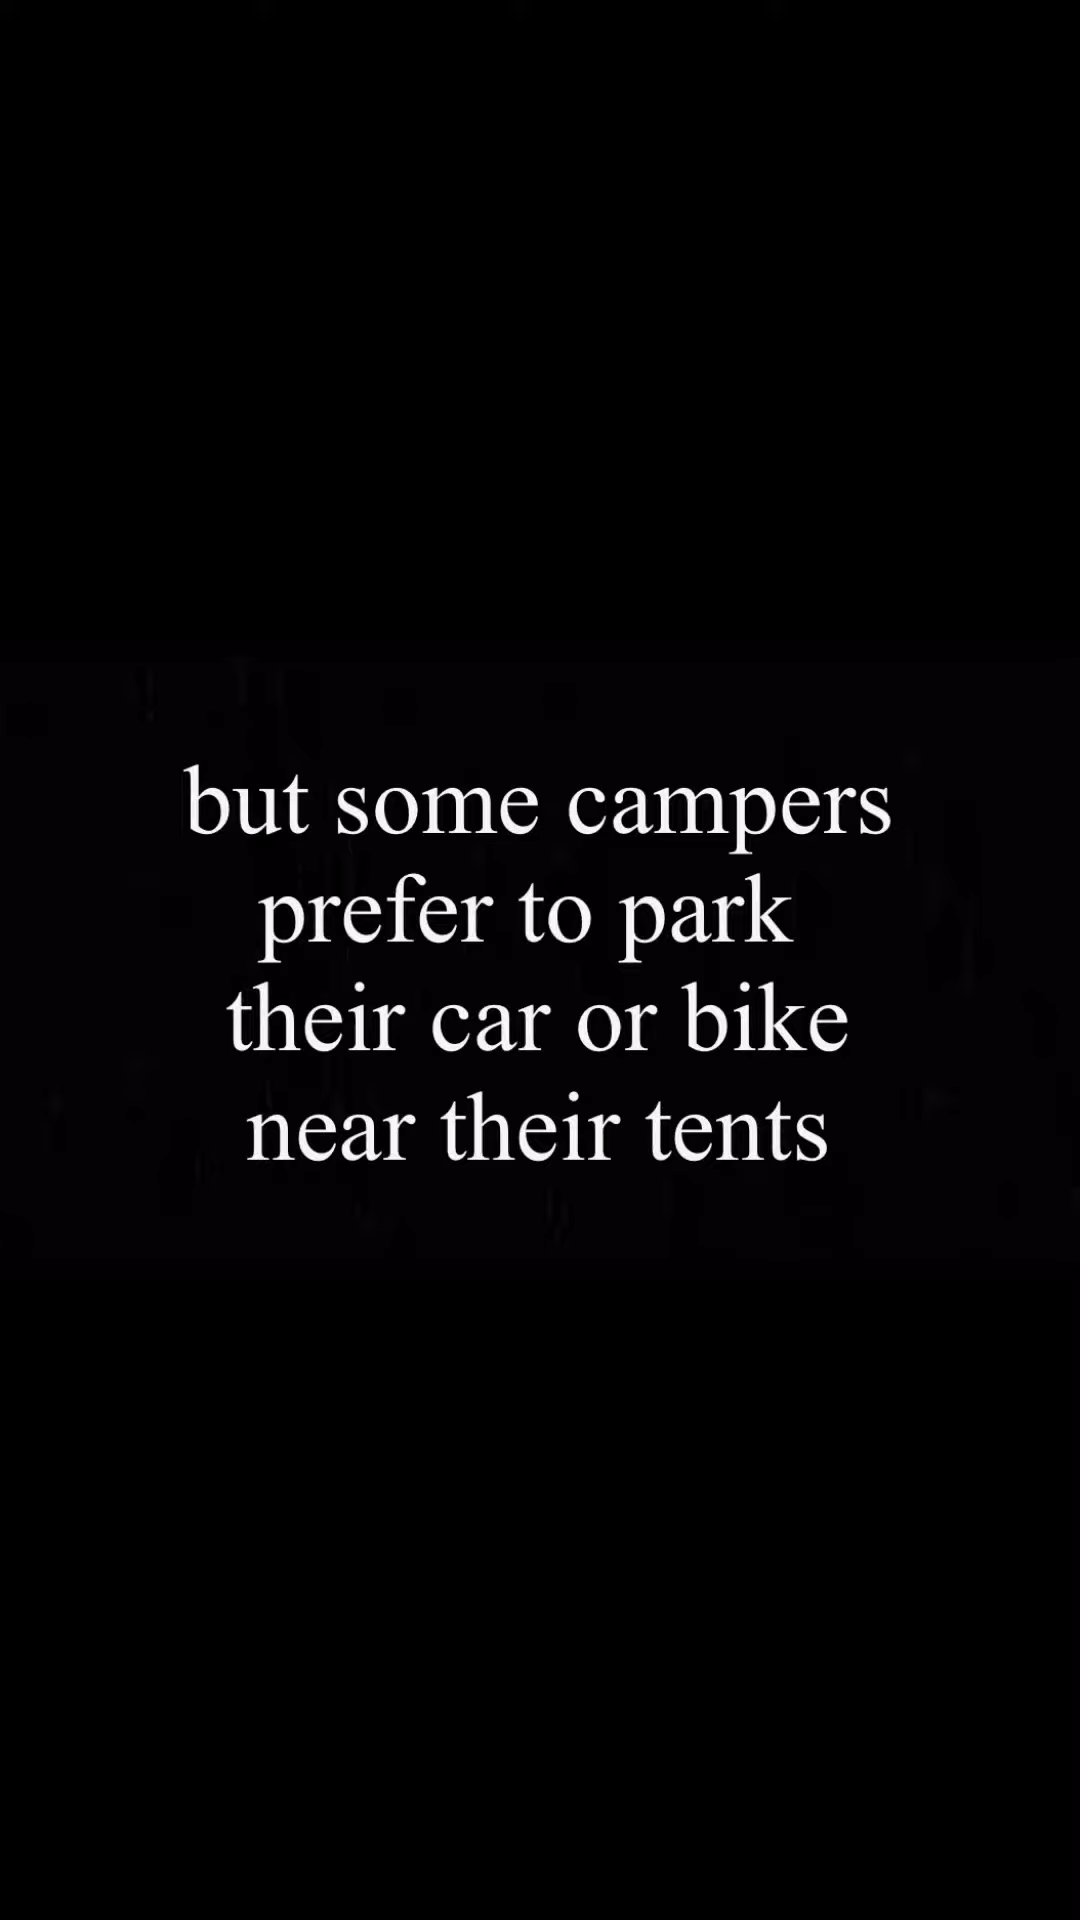 but some campers
prefer to park
their car or bike
near their tents